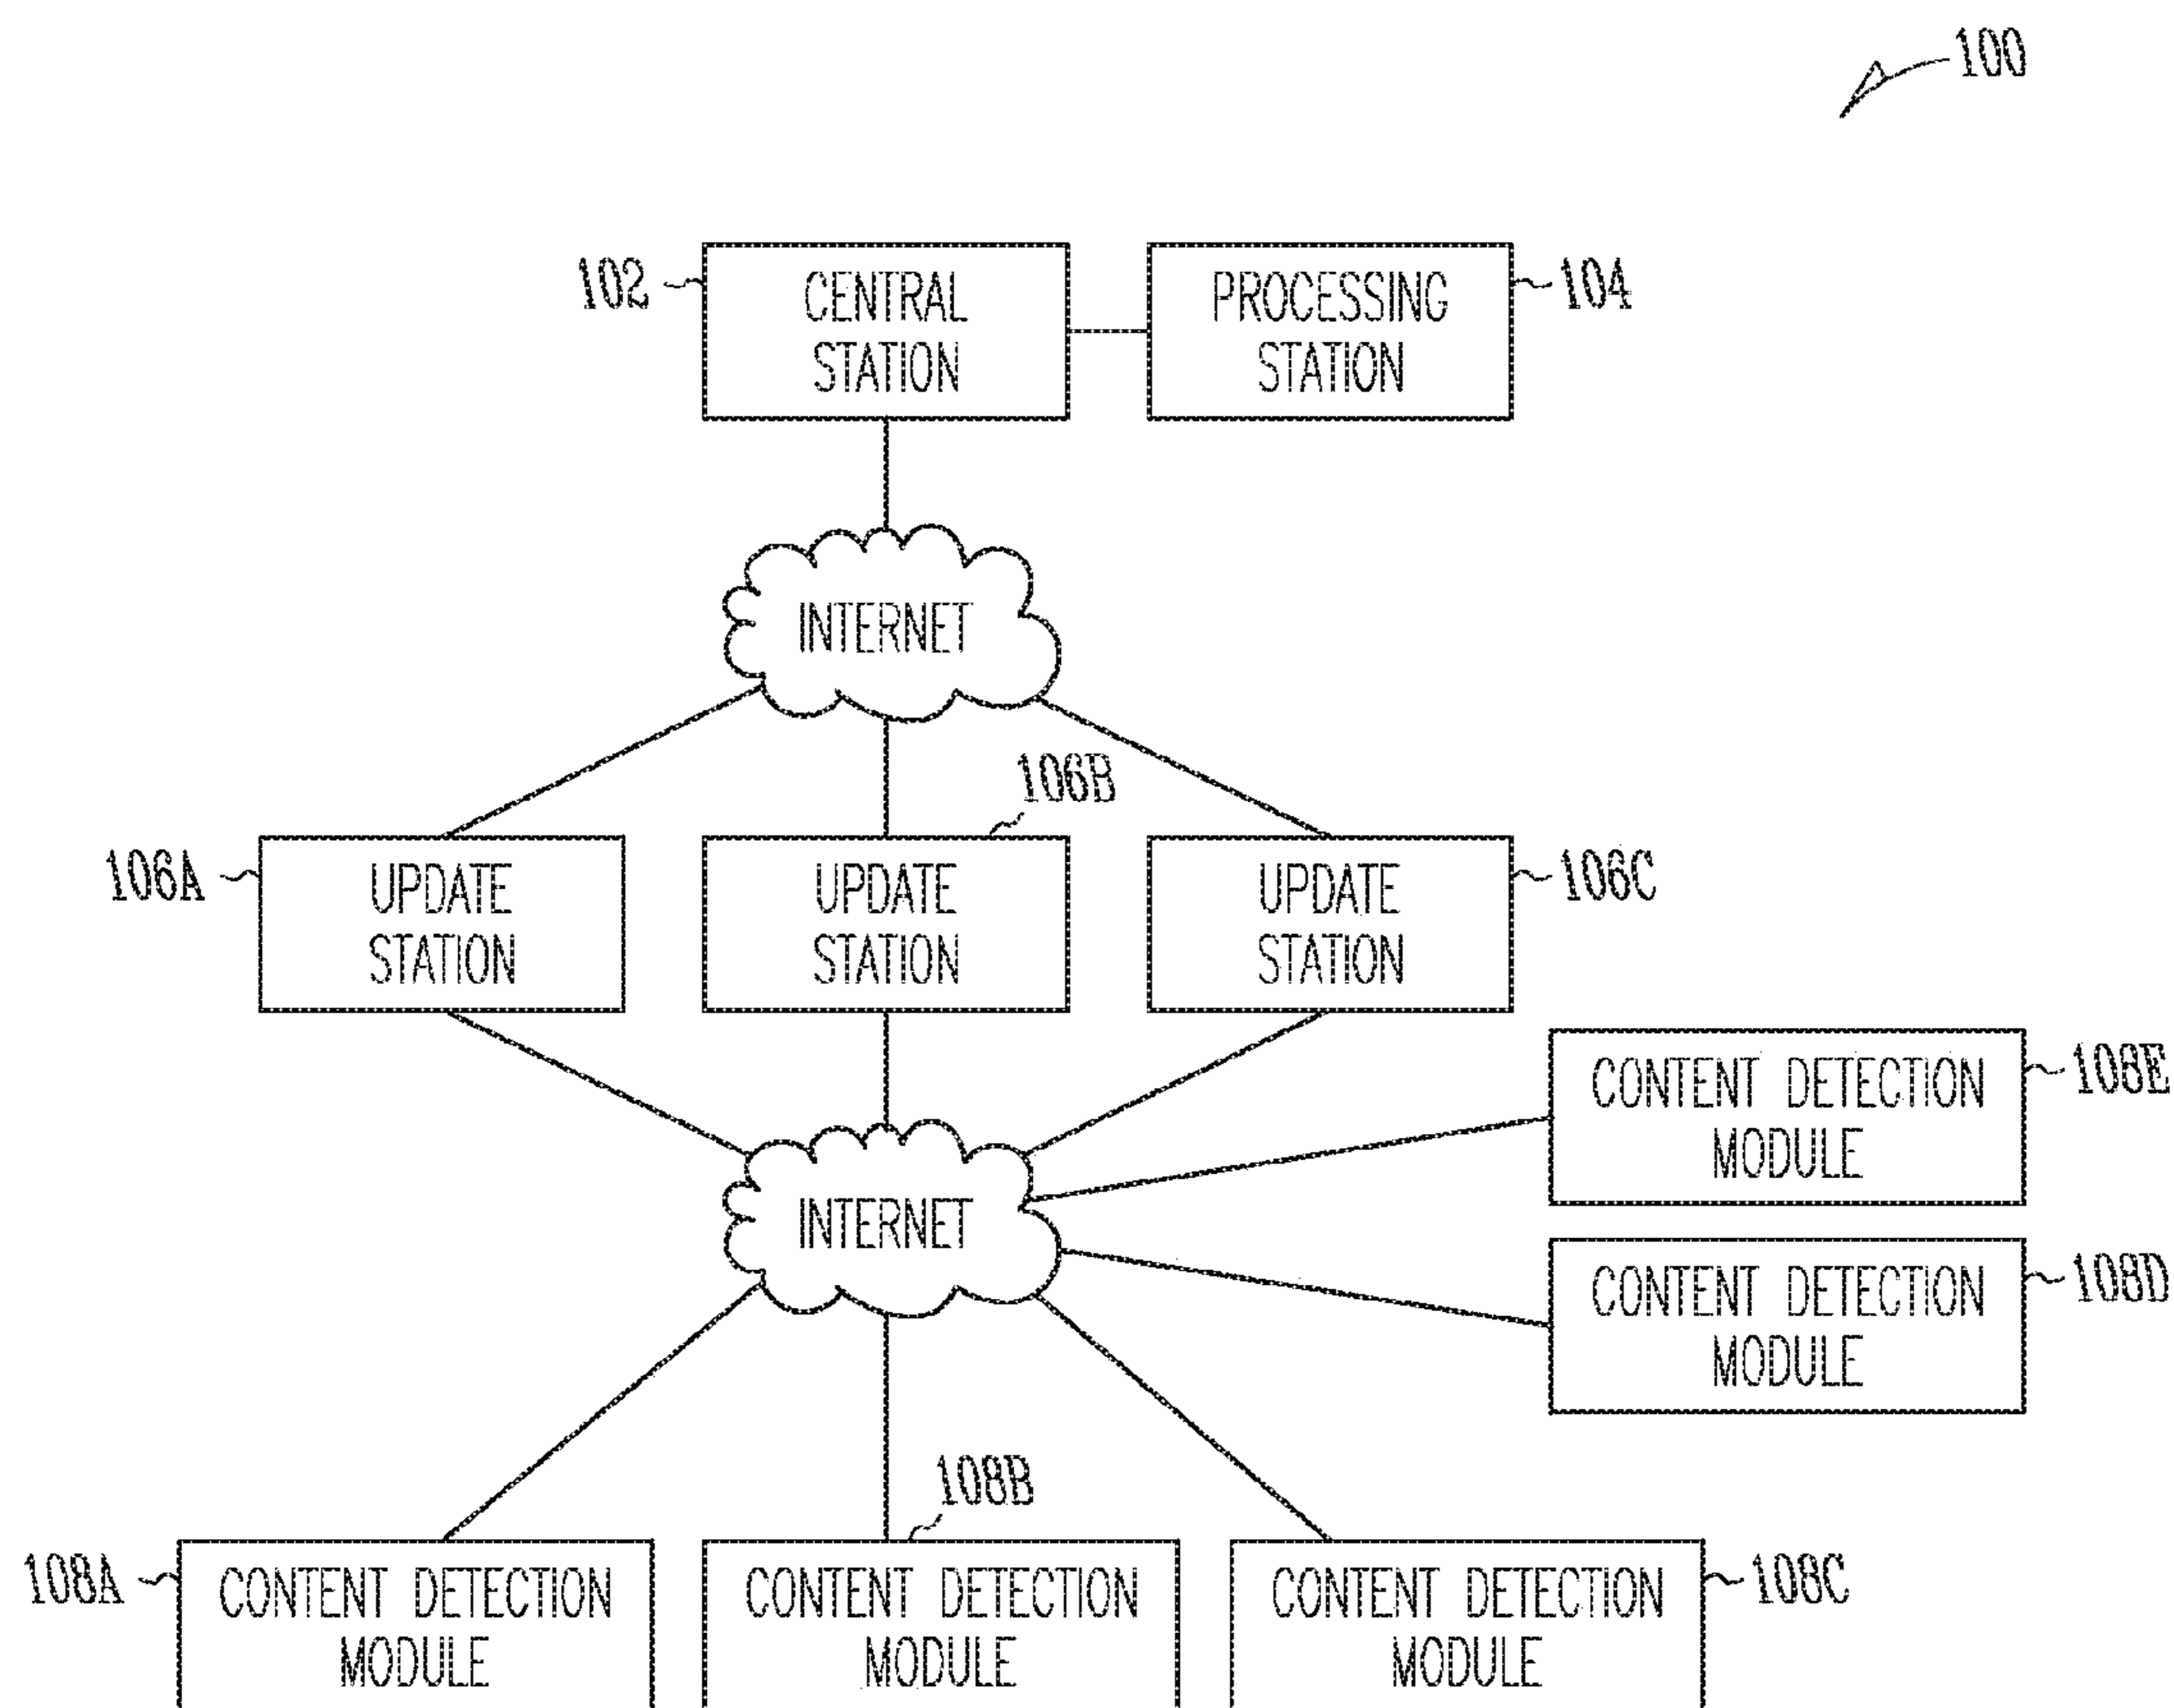 100
102
CENTRAL
STATION
PROCESSING
STATION
104
INTERNET
106A
UPDATE
STATION
106B
UPDATE
STATION
106C
UPDATE
STATION
INTERNET
108E
CONTENT DETECTION
MODULE
108D
CONTENT DETECTION
MODULE
108A
CONTENT DETECTION
MODULE
108B
CONTENT DETECTION
MODULE
108C
CONTENT DETECTION
MODULE